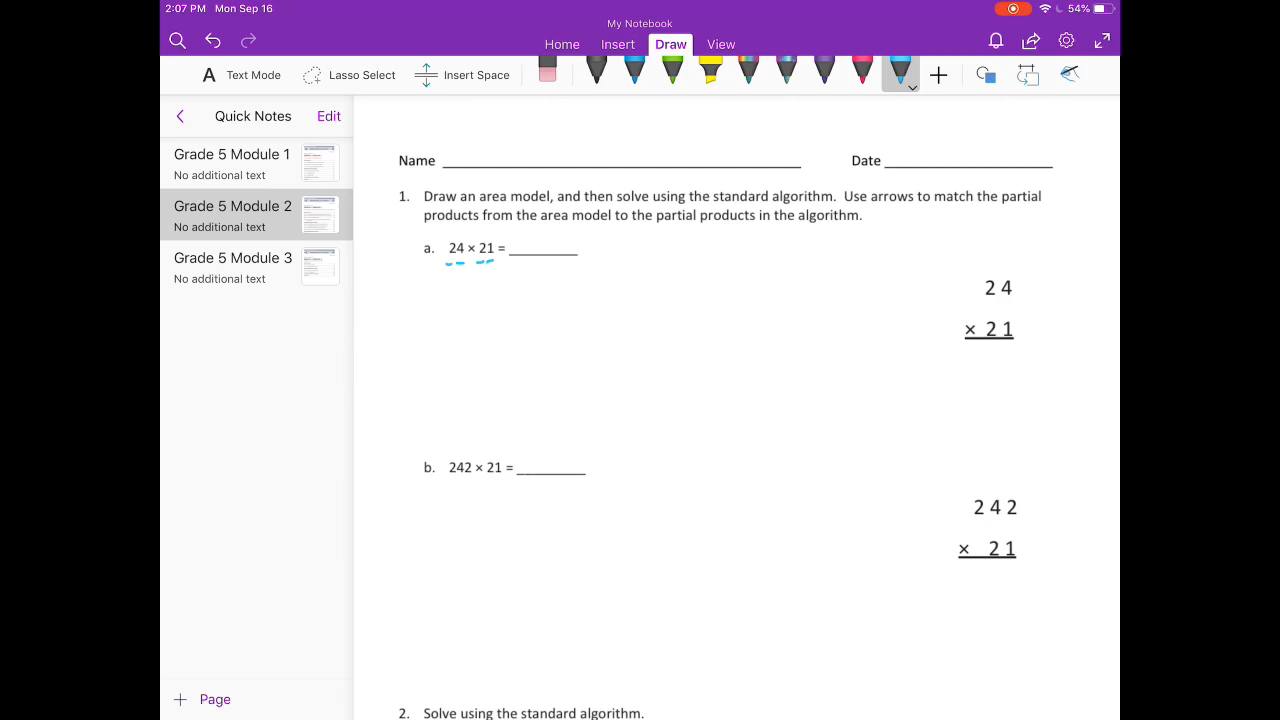 2:07 PM Mon Sep 16
54%
My Notebook
Home Insert Draw View
A Text Mode Lasso Select Insert Space
Quick Notes Edit
Grade 5 Module 1
No additional text
Grade 5 Module 2
No additional text
Grade 5 Module 3
No additional text
+ Page
Name ____ Date ____
1. Draw an area model, and then solve using the standard algorithm. Use arrows to match the partial
products from the area model to the partial products in the algorithm.
a. 24 × 21 = ____
2 4
× 2 1
b. 242 × 21 = ____
2 4 2
× 2 1
2. Solve using the standard algorithm.